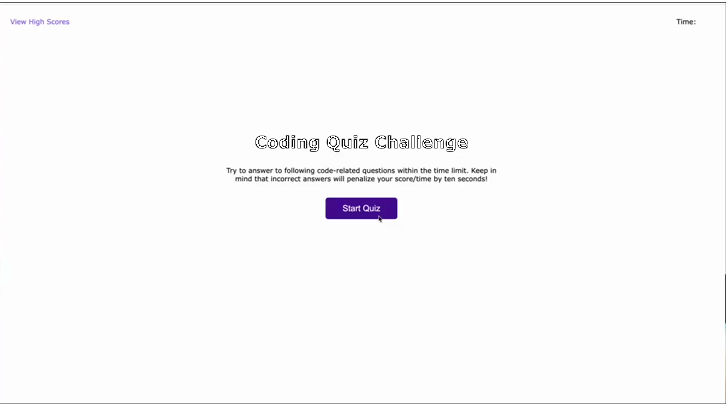 View High Scores
Time:
Coding Quiz Challenge
Try to answer to following code-related questions within the time limit. Keep in
mind that incorrect answers will penalize your score/time by ten seconds!
Start Quiz